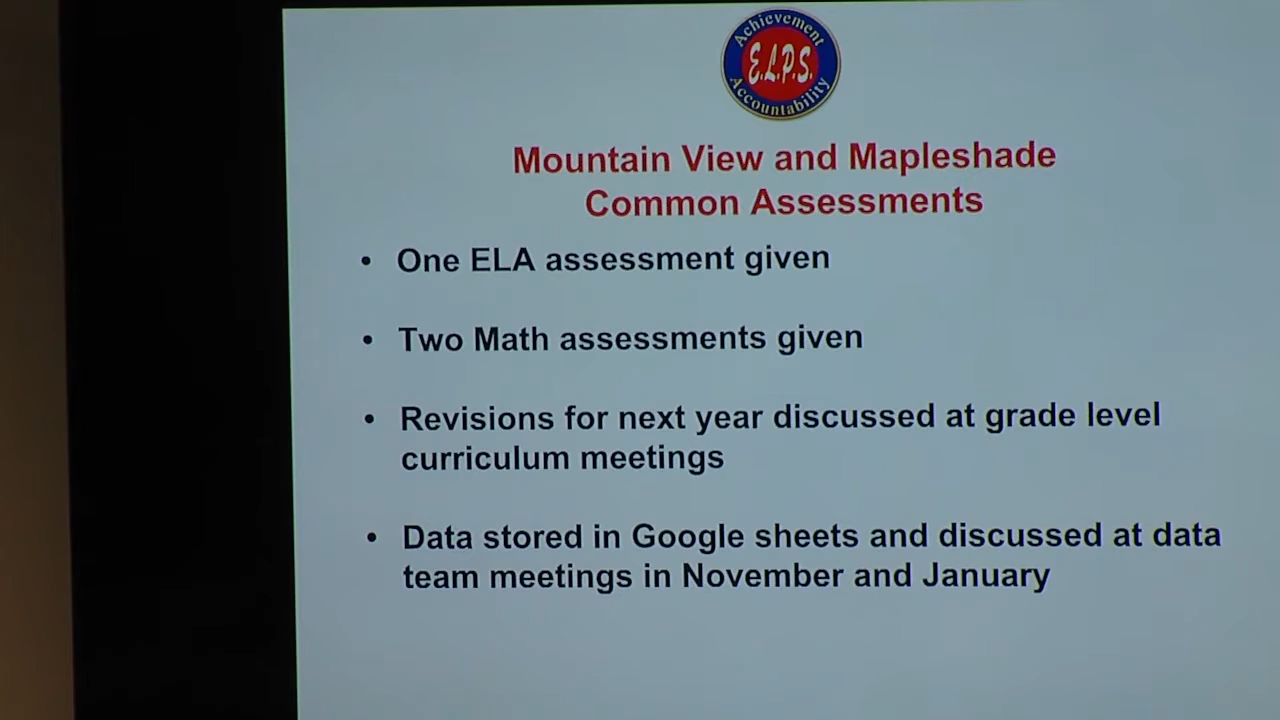 Achievement
E.L.P.S.
Accountability
Mountain View and Mapleshade
Common Assessments
• One ELA assessment given
• Two Math assessments given
• Revisions for next year discussed at grade level
curriculum meetings
• Data stored in Google sheets and discussed at data
team meetings in November and January